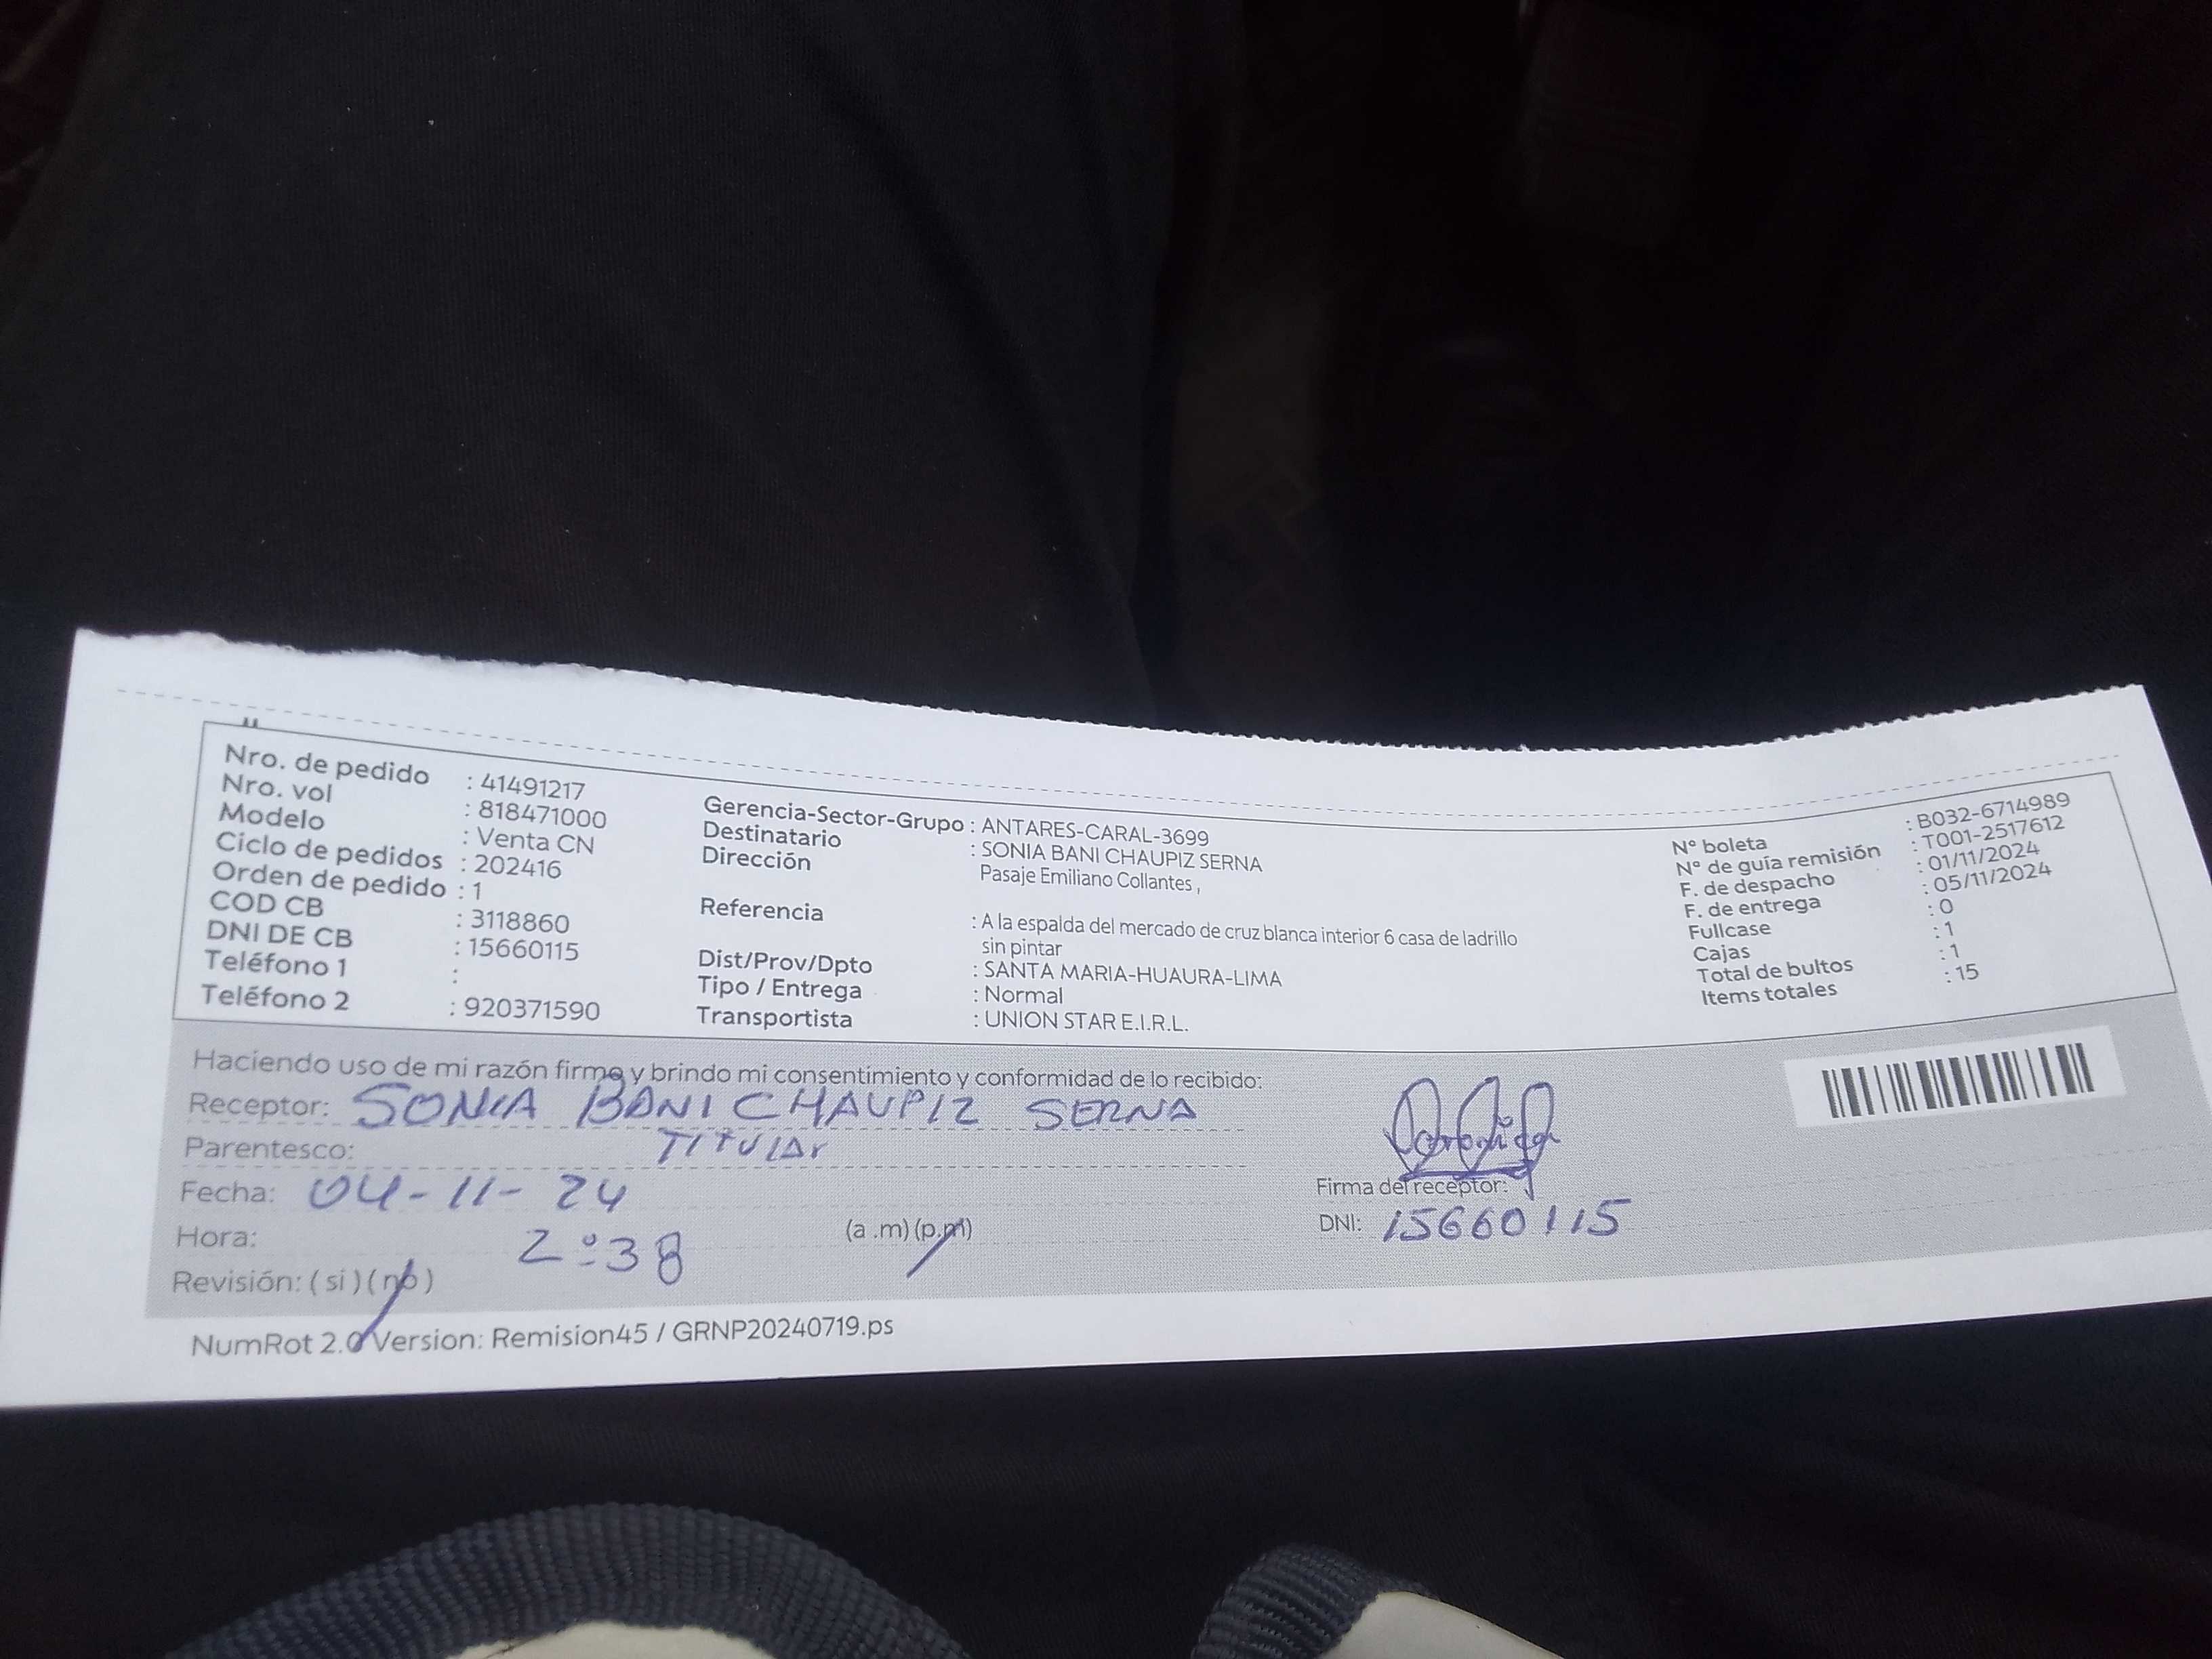 Nro. de pedido : 41491217
Nro. vol : 818471000
Modelo : Venta CN
Ciclo de pedidos : 202416
Orden de pedido : 1
COD CB : 3118860
DNI DE CB : 15660115
Teléfono 1 :
Teléfono 2 : 920371590
Gerencia-Sector-Grupo : ANTARES-CARAL-3699
Destinatario : SONIA BANI CHAUPIZ SERNA
Dirección Pasaje Emiliano Collantes ,
Referencia : A la espalda del mercado de cruz blanca interior 6 casa de ladrillo
sin pintar
Dist/Prov/Dpto : SANTA MARIA-HUAURA-LIMA
Tipo / Entrega : Normal
Transportista : UNION STAR E.I.R.L.
N° boleta : B032-6714989
N° de guía remisión : T001-2517612
F. de despacho : 01/11/2024
F. de entrega : 05/11/2024
Fullcase : 0
Cajas : 1
Total de bultos : 1
Items totales : 15
Haciendo uso de mi razón firmo y brindo mi consentimiento y conformidad de lo recibido:
Receptor: SONIA BANI CHAUPIZ SERNA
Parentesco: TITULAR
Fecha: 04-11-24
Hora: 2:38 (a .m) (p.m)
Revisión: ( si ) ( no )
Firma del receptor:
DNI: 15660115
NumRot 2.0 Version: Remision45 / GRNP20240719.ps